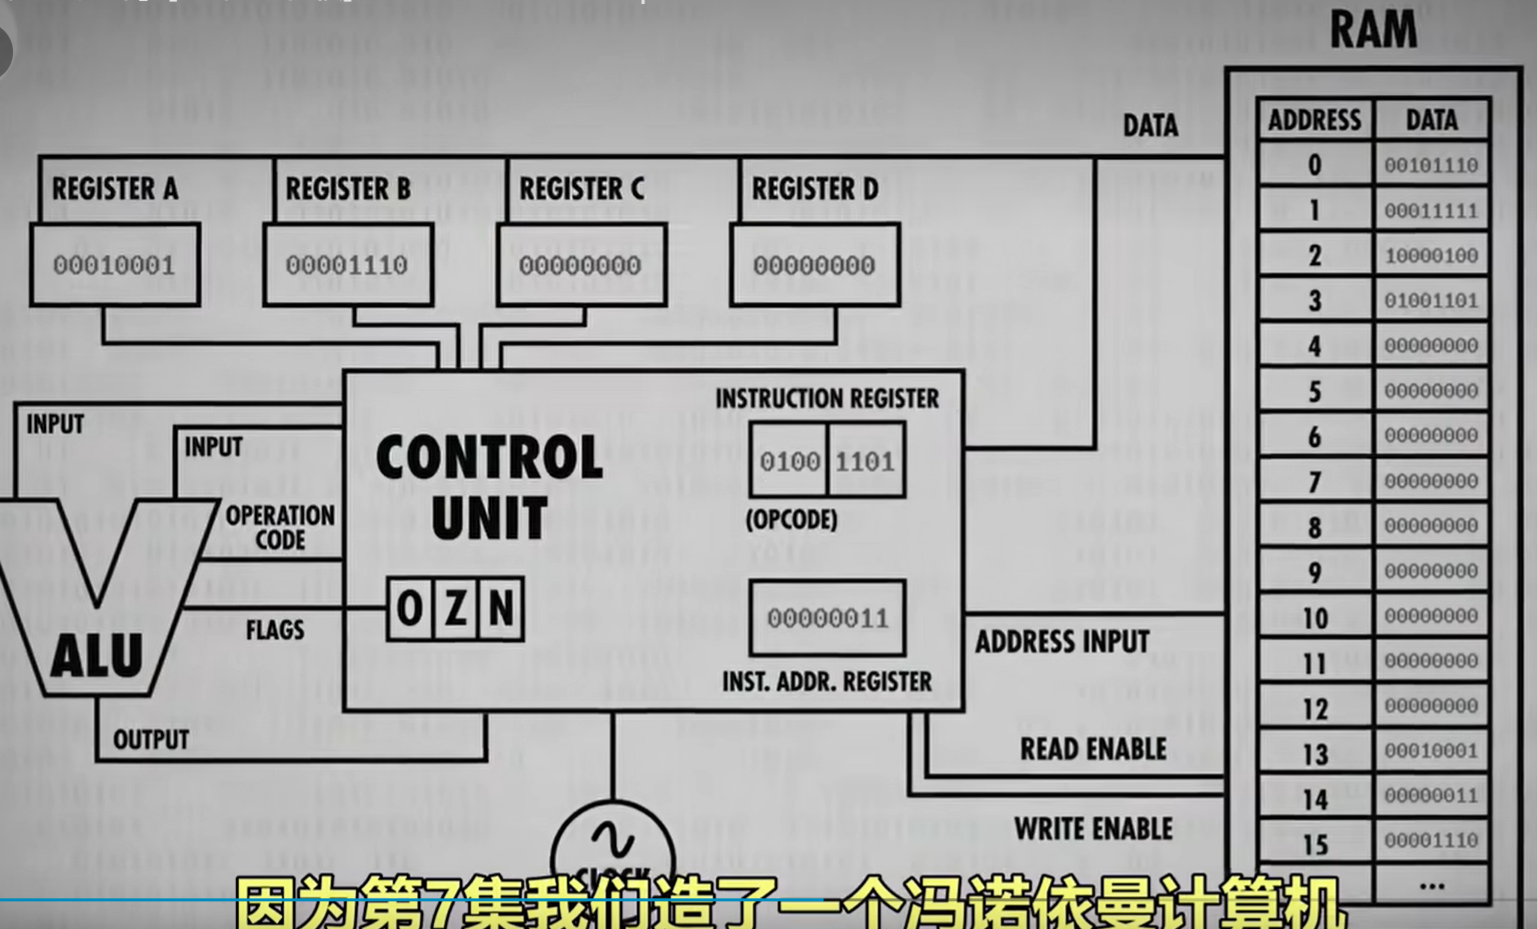 RAM
DATA
ADDRESS DATA
0 00101110
1 00011111
2 10000100
3 01001101
4 00000000
5 00000000
6 00000000
7 00000000
8 00000000
9 00000000
10 00000000
11 00000000
12 00000000
13 00010001
14 00000011
15 00001110
...
REGISTER A
00010001
REGISTER B
00001110
REGISTER C
00000000
REGISTER D
00000000
INPUT
INPUT
OPERATION
CODE
FLAGS
ALU
OUTPUT
CONTROL
UNIT
O Z N
INSTRUCTION REGISTER
0100 1101
(OPCODE)
00000011
INST. ADDR. REGISTER
ADDRESS INPUT
READ ENABLE
WRITE ENABLE
CLOCK
因为第7集我们造了一个冯诺依曼计算机